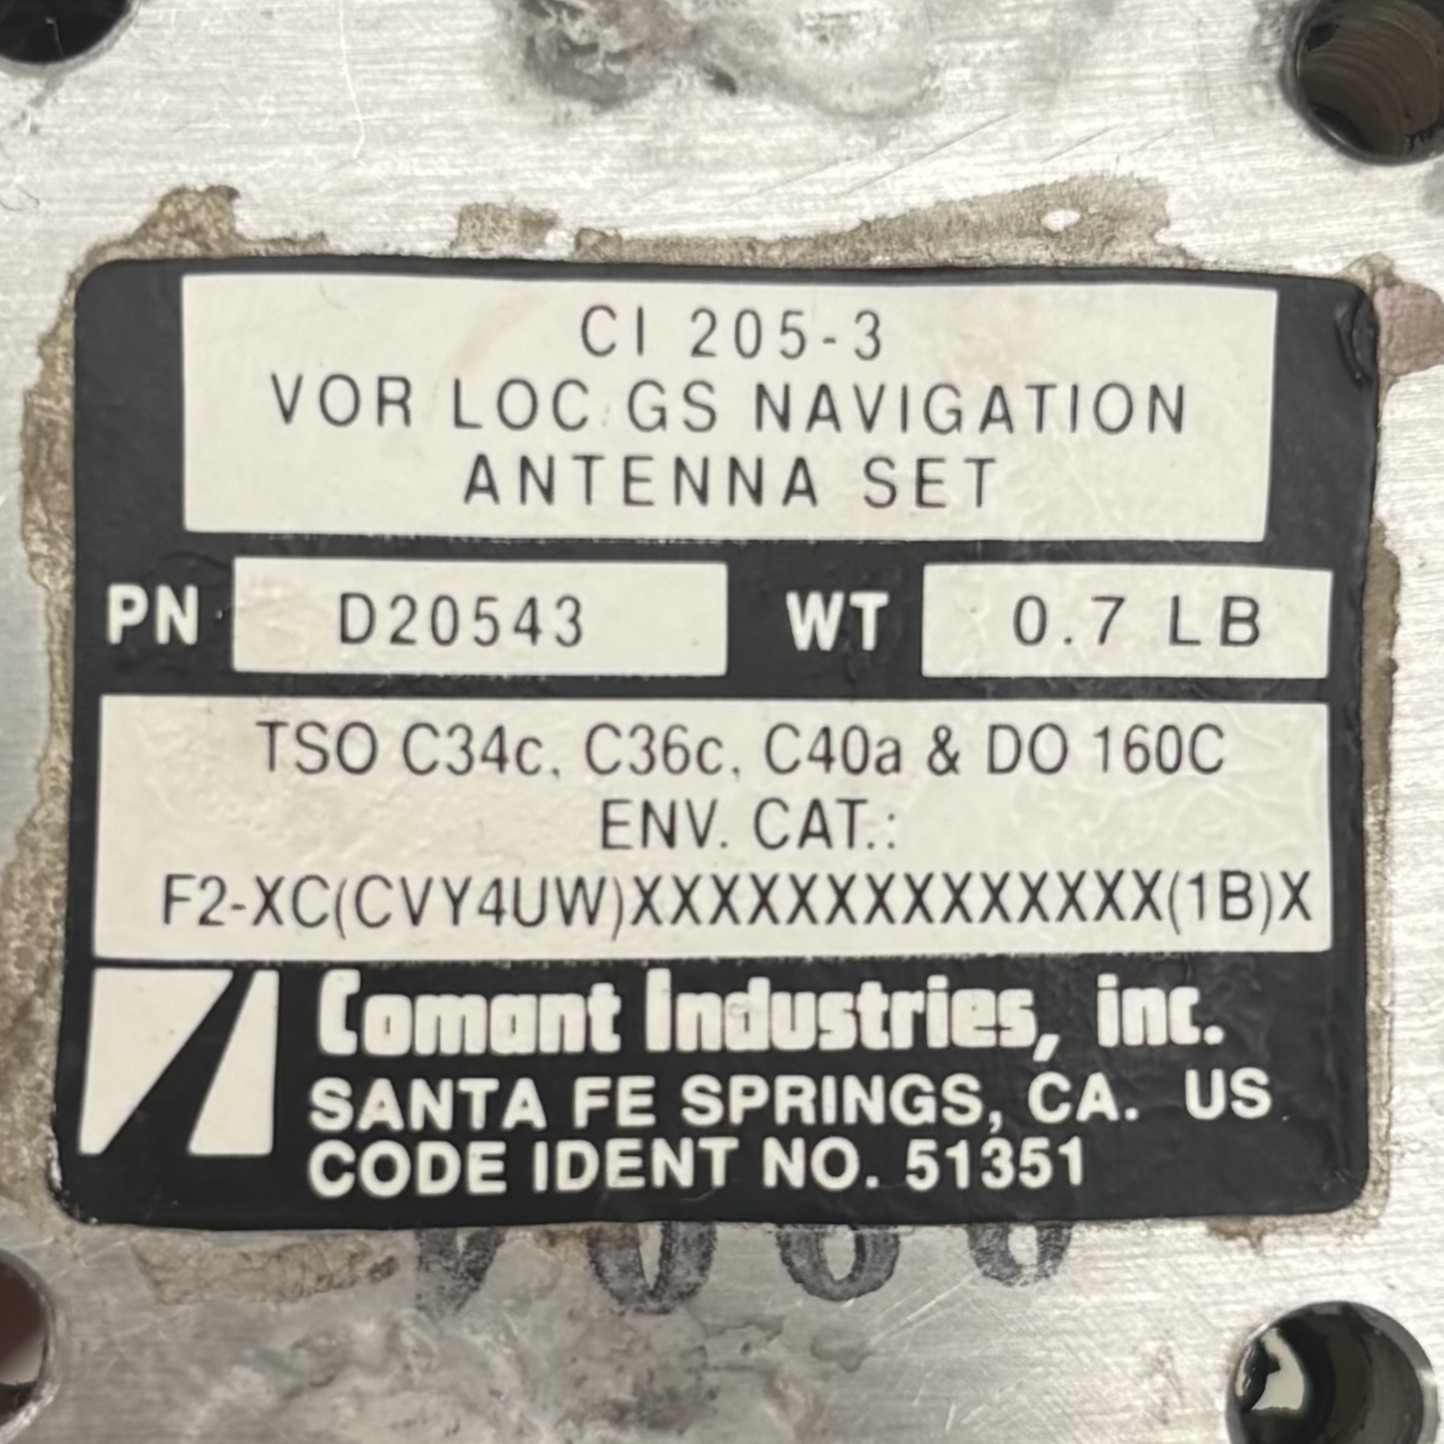 CI 205-3
VOR LOC GS NAVIGATION
ANTENNA SET
PN D20543 WT 0.7 LB
TSO C34c, C36c, C40a & DO 160C
ENV. CAT.:
F2-XC(CVY4UW)XXXXXXXXXXXXXX(1B)X
Comant Industries, inc.
SANTA FE SPRINGS, CA. US
CODE IDENT NO. 51351